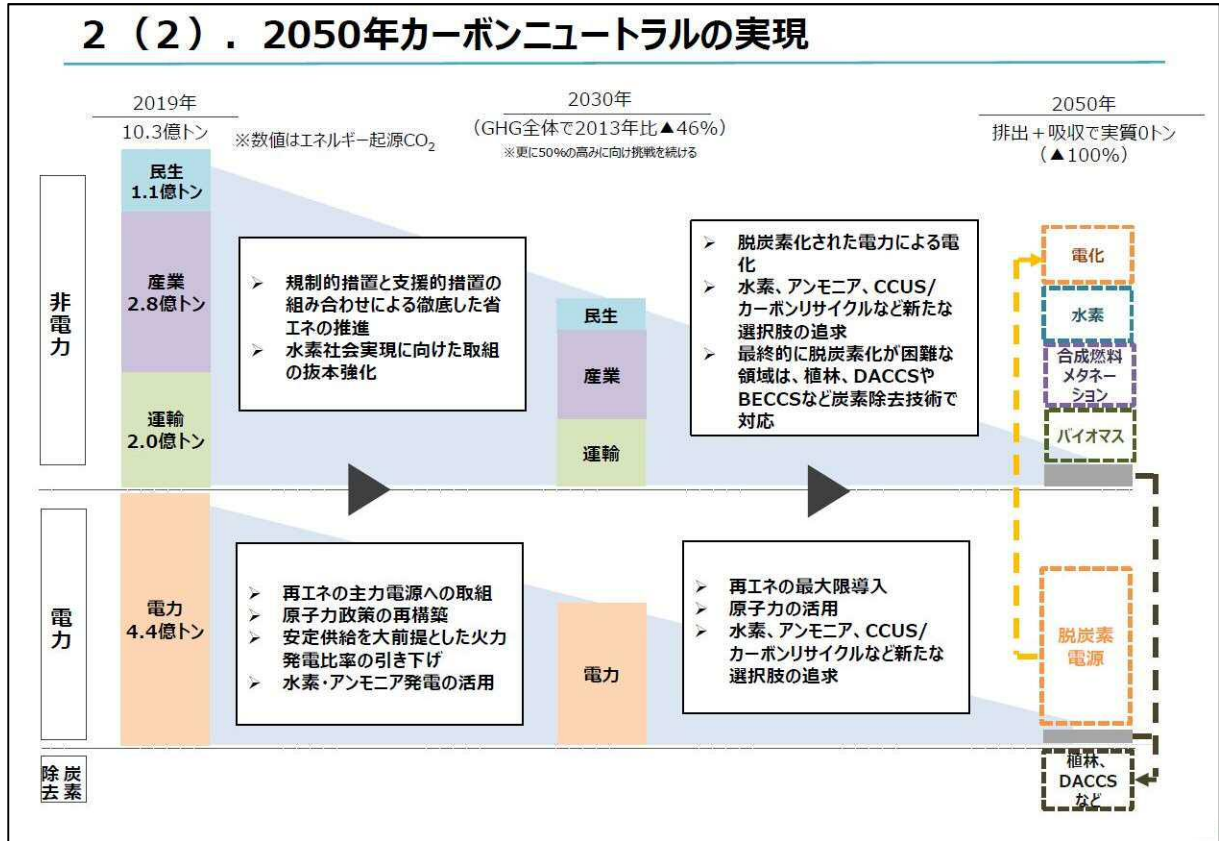 2（2）．2050年カーボンニュートラルの実現
2019年
10.3億トン
※数値はエネルギー起源CO₂
2030年
（GHG全体で2013年比▲46%）
※更に50%の高みに向け挑戦を続ける
2050年
排出＋吸収で実質0トン
（▲100%）
非電力
民生
1.1億トン
産業
2.8億トン
運輸
2.0億トン
➢ 規制的措置と支援的措置の
組み合わせによる徹底した省
エネの推進
➢ 水素社会実現に向けた取組
の抜本強化
民生
産業
運輸
➢ 脱炭素化された電力による電
化
➢ 水素、アンモニア、CCUS/
カーボンリサイクルなど新たな
選択肢の追求
➢ 最終的に脱炭素化が困難な
領域は、植林、DACCSや
BECCSなど炭素除去技術で
対応
電化
水素
合成燃料
メタネー
ション
バイオマス
電力
電力
4.4億トン
➢ 再エネの主力電源への取組
➢ 原子力政策の再構築
➢ 安定供給を大前提とした火力
発電比率の引き下げ
➢ 水素・アンモニア発電の活用
電力
➢ 再エネの最大限導入
➢ 原子力の活用
➢ 水素、アンモニア、CCUS/
カーボンリサイクルなど新たな
選択肢の追求
脱炭素
電源
炭素除去
植林、
DACCS
など